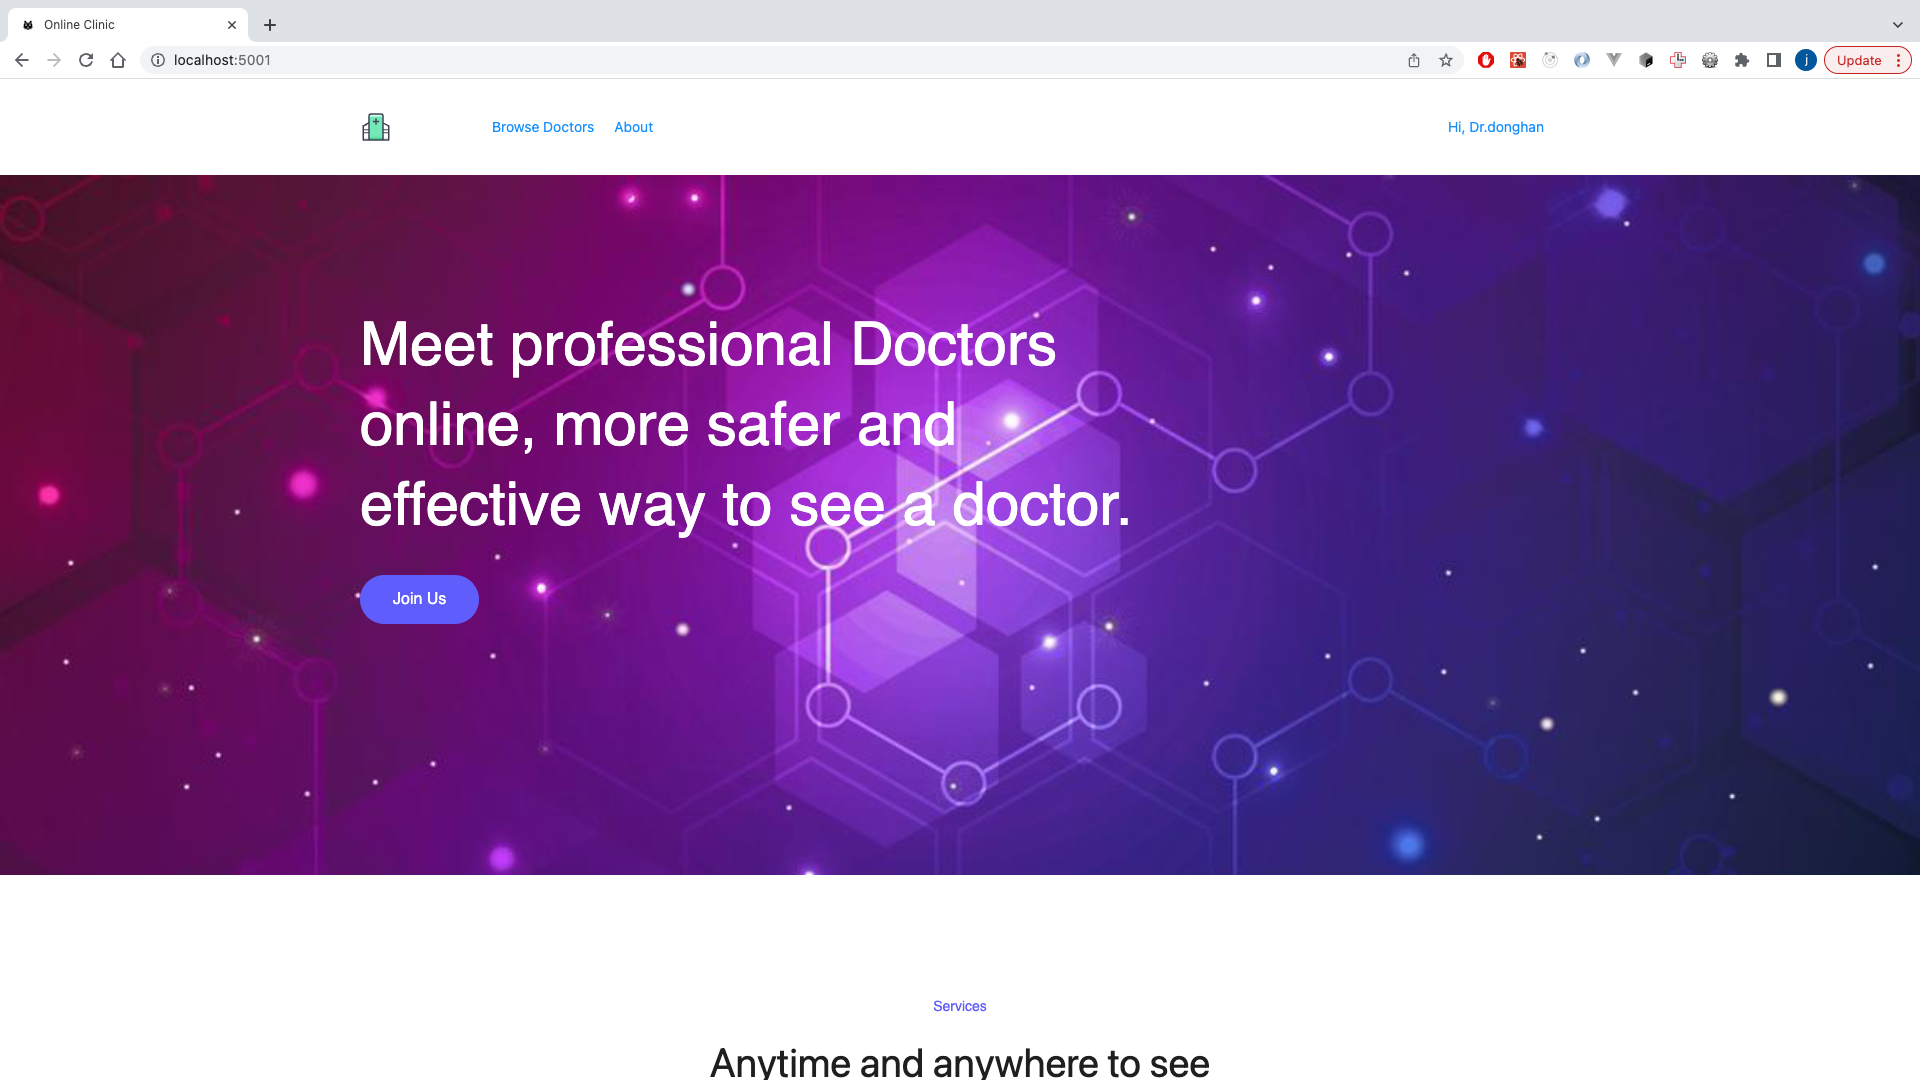 Online Clinic
localhost:5001
j
Update
Browse Doctors
About
Hi, Dr.donghan
Meet professional Doctors
online, more safer and
effective way to see a doctor.
Join Us
Services
Anytime and anywhere to see